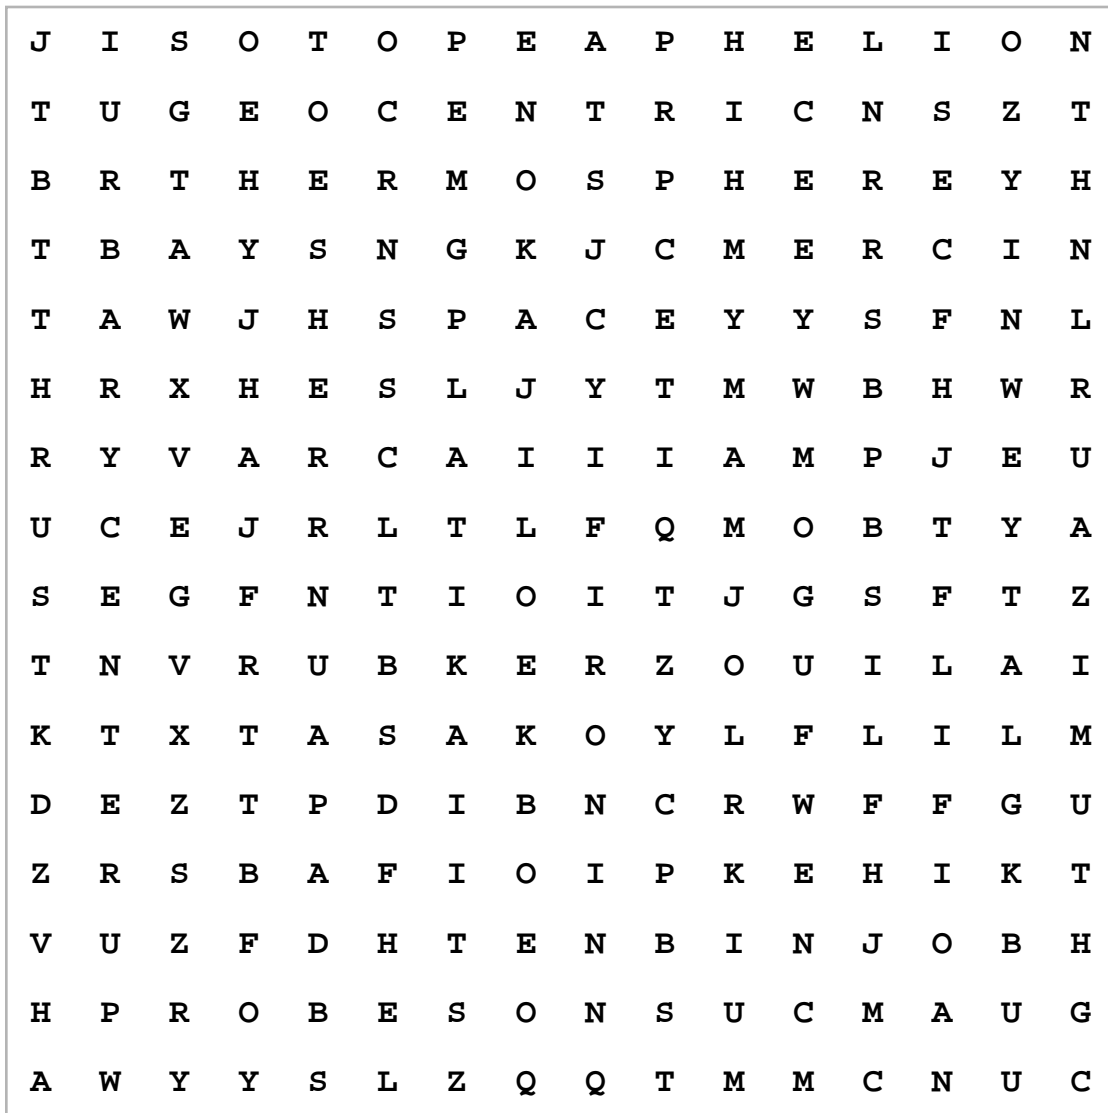 J I S O T O P E A P H E L I O N
T U G E O C E N T R I C N S Z T
B R T H E R M O S P H E R E Y H
T B A Y S N G K J C M E R C I N
T A W J H S P A C E Y Y S F N L
H R X H E S L J Y T M W B H W R
R Y V A R C A I I I A M P J E U
U C E J R L T L F Q M O B T Y A
S E G F N T I O I T J G S F T Z
T N V R U B K E R Z O U I L A I
K T X T A S A K O Y L F L I L M
D E Z T P D I B N C R W F F G U
Z R S B A F I O I P K E H I K T
V U Z F D H T E N B I N J O B H
H P R O B E S O N S U C M A U G
A W Y Y S L Z Q Q T M M C N U C